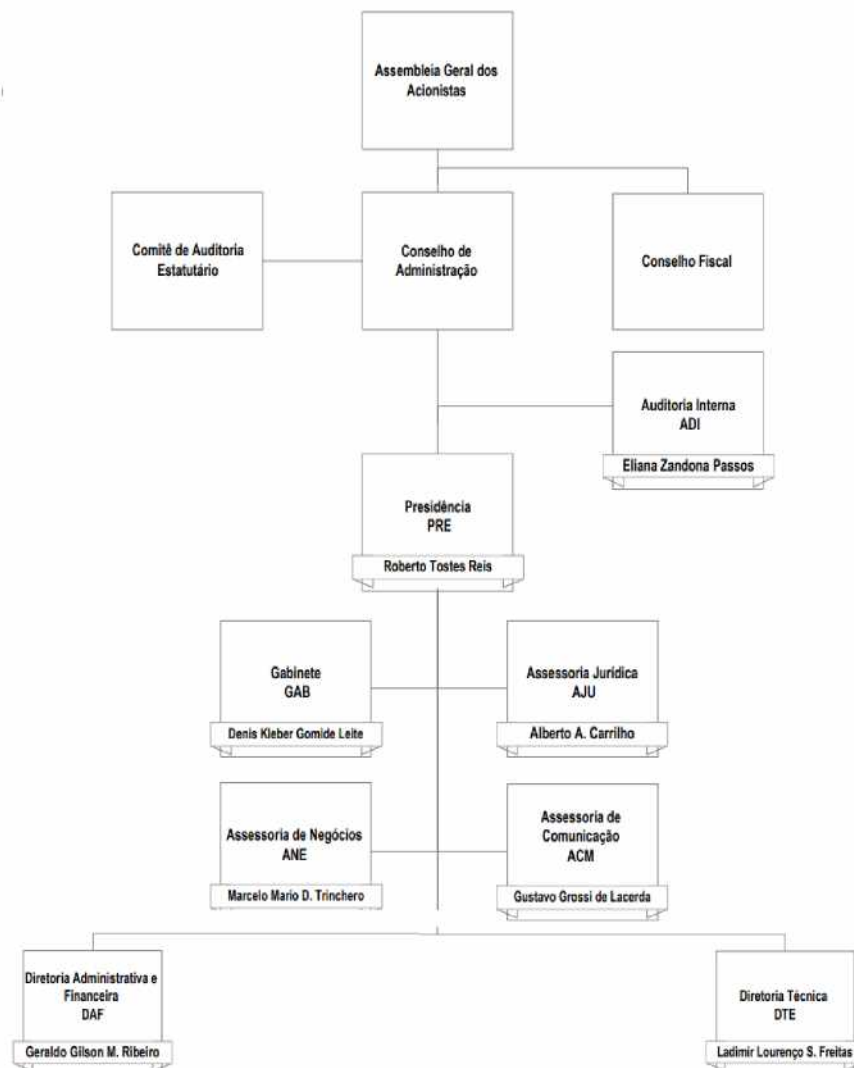 Assembleia Geral dos
Acionistas
Comitê de Auditoria
Estatutário
Conselho de
Administração
Conselho Fiscal
Auditoria Interna
ADI
Eliana Zandona Passos
Presidência
PRE
Roberto Tostes Reis
Gabinete
GAB
Denis Kleber Gomide Leite
Assessoria Jurídica
AJU
Alberto A. Carrilho
Assessoria de Negócios
ANE
Marcelo Mario D. Trinchero
Assessoria de
Comunicação
ACM
Gustavo Grossi de Lacerda
Diretoria Administrativa e
Financeira
DAF
Geraldo Gilson M. Ribeiro
Diretoria Técnica
DTE
Ladimir Lourenço S. Freitas